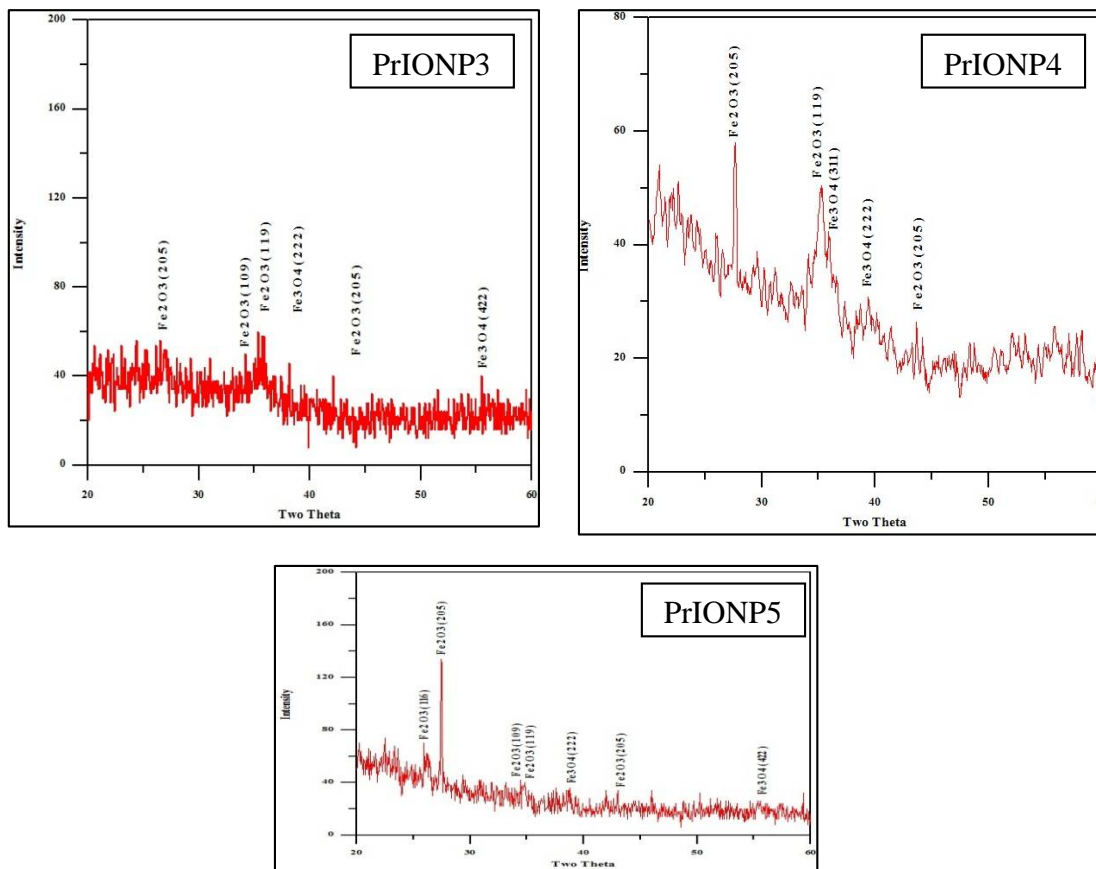 PrIONP3
200
160
120
80
40
0
Intensity
Fe2O3(205)
Fe2O3(109)
Fe2O3(119)
Fe3O4(222)
Fe2O3(205)
Fe3O4(422)
20 30 40 50 60
Two Theta
PrIONP4
80
60
40
20
0
Intensity
Fe2O3(205)
Fe2O3(119)
Fe3O4(311)
Fe3O4(222)
Fe2O3(205)
20 30 40 50
Two Theta
PrIONP5
200
160
120
80
40
0
Intensity
Fe2O3(116)
Fe2O3(205)
Fe2O3(109)
Fe2O3(119)
Fe3O4(222)
Fe2O3(205)
Fe3O4(422)
20 30 40 50 60
Two Theta